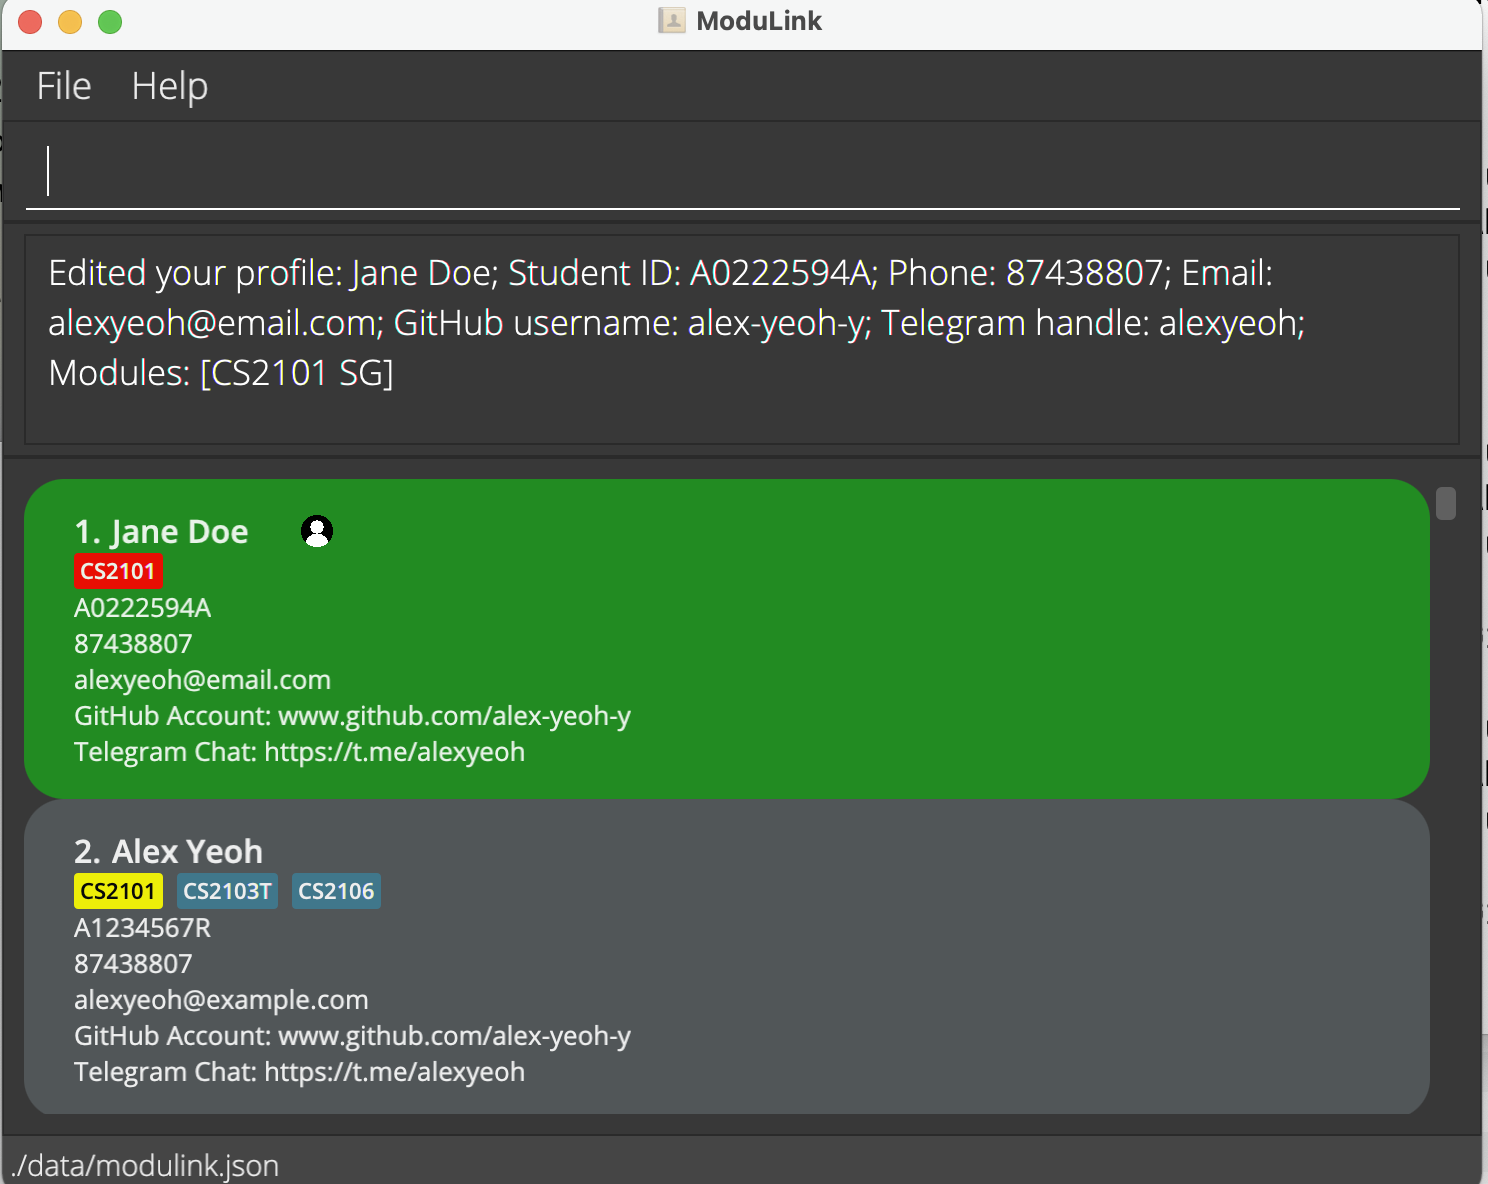 ModuLink
File Help
Edited your profile: Jane Doe; Student ID: A0222594A; Phone: 87438807; Email:
alexyeoh@email.com; GitHub username: alex-yeoh-y; Telegram handle: alexyeoh;
Modules: [CS2101 SG]
1. Jane Doe
CS2101
A0222594A
87438807
alexyeoh@email.com
GitHub Account: www.github.com/alex-yeoh-y
Telegram Chat: https://t.me/alexyeoh
2. Alex Yeoh
CS2101 CS2103T CS2106
A1234567R
87438807
alexyeoh@example.com
GitHub Account: www.github.com/alex-yeoh-y
Telegram Chat: https://t.me/alexyeoh
./data/modulink.json